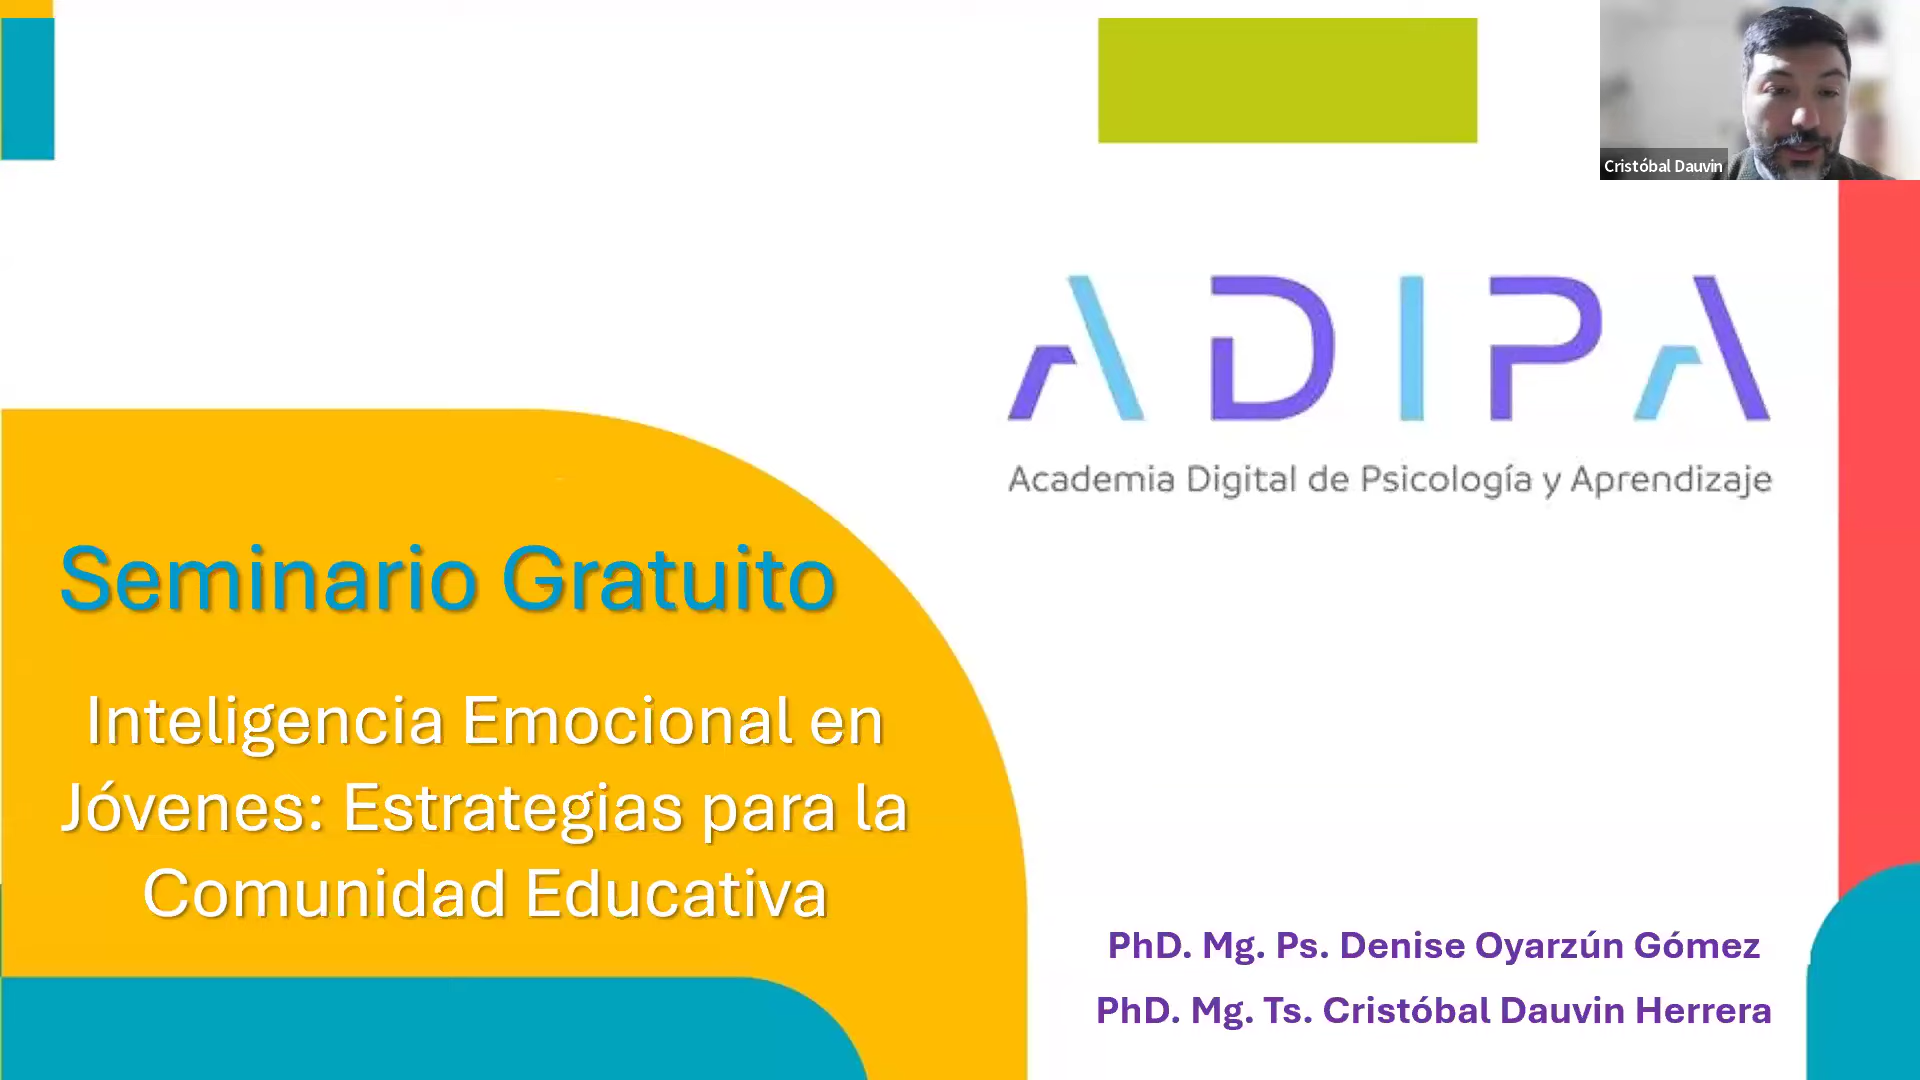 Cristóbal Dauvin
ADIPA
Academia Digital de Psicología y Aprendizaje
Seminario Gratuito
Inteligencia Emocional en
Jóvenes: Estrategias para la
Comunidad Educativa
PhD. Mg. Ps. Denise Oyarzún Gómez
PhD. Mg. Ts. Cristóbal Dauvin Herrera